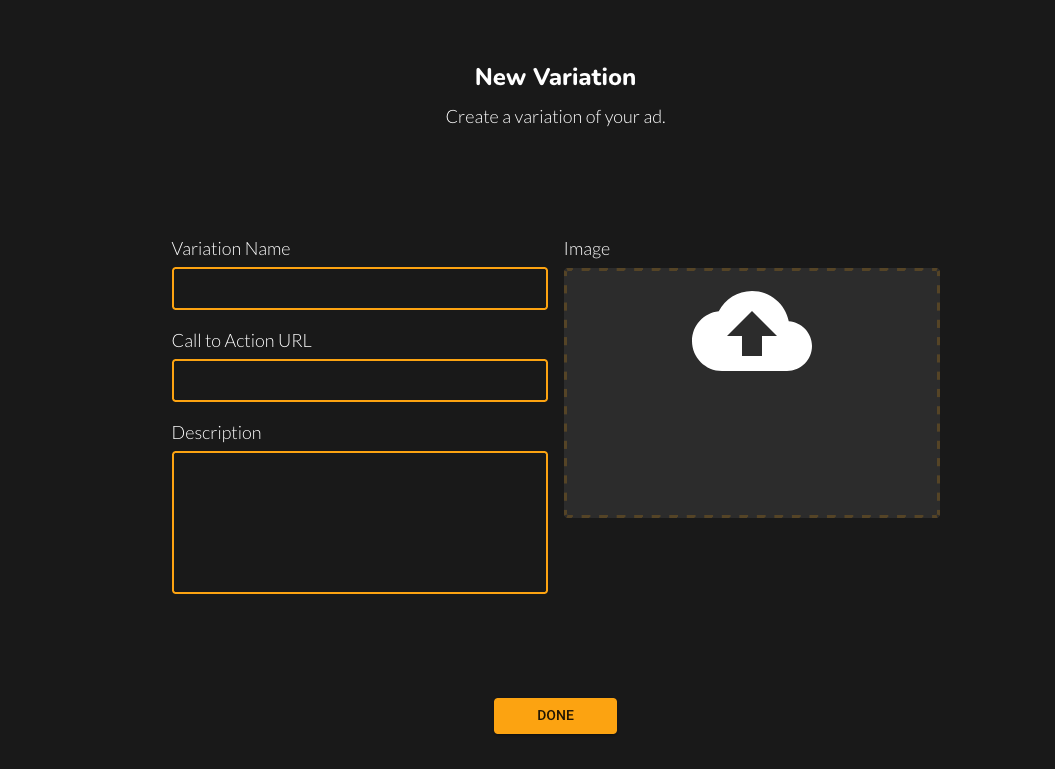 New Variation
Create a variation of your ad.
Variation Name
Image
Call to Action URL
Description
DONE